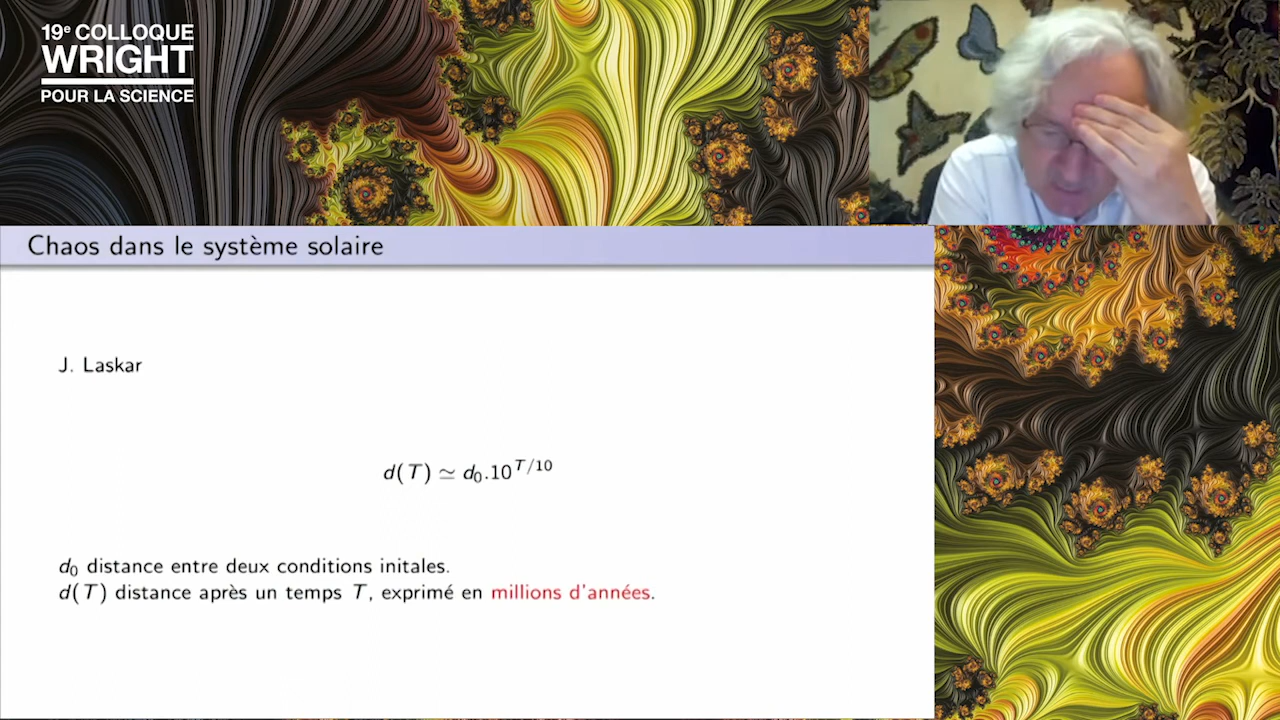 19e COLLOQUE
WRIGHT
POUR LA SCIENCE
Chaos dans le système solaire
J. Laskar
d(T) ≃ d₀.10^{T/10}
d₀ distance entre deux conditions initales.
d(T) distance après un temps T, exprimé en millions d'années.